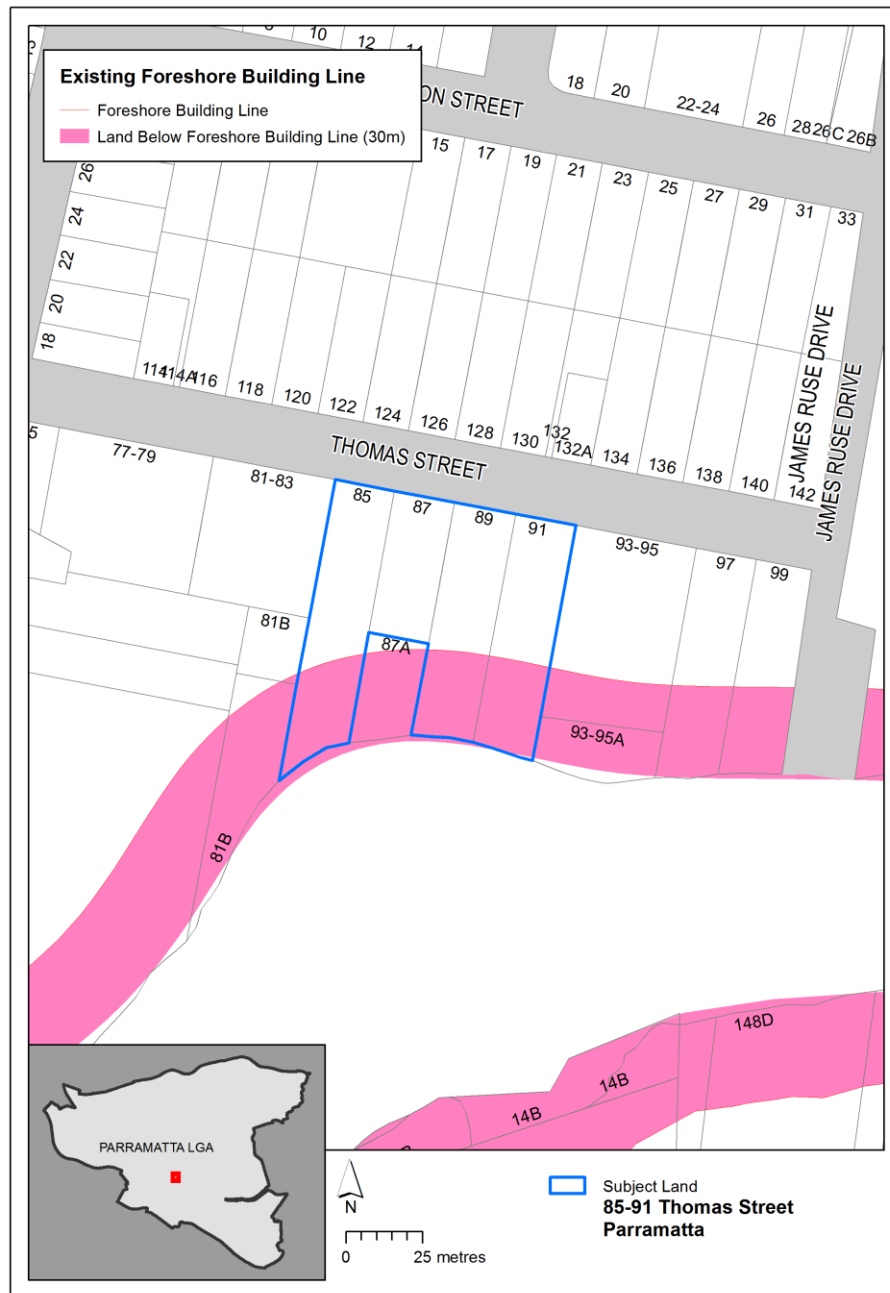 10
12
18
20
22-24
26
28
26C
26B
Existing Foreshore Building Line
Foreshore Building Line
Land Below Foreshore Building Line (30m)
ON STREET
15
17
19
21
23
25
27
29
31
33
26
24
22
20
18
JAMES RUSE DRIVE
JAMES RUSE DRIVE
114
114A
116
118
120
122
124
126
128
130
132
132A
134
136
138
140
142
THOMAS STREET
77-79
81-83
85
87
89
91
93-95
97
99
81B
87A
93-95A
81B
148D
14B
14B
PARRAMATTA LGA
N
0 25 metres
Subject Land
85-91 Thomas Street
Parramatta